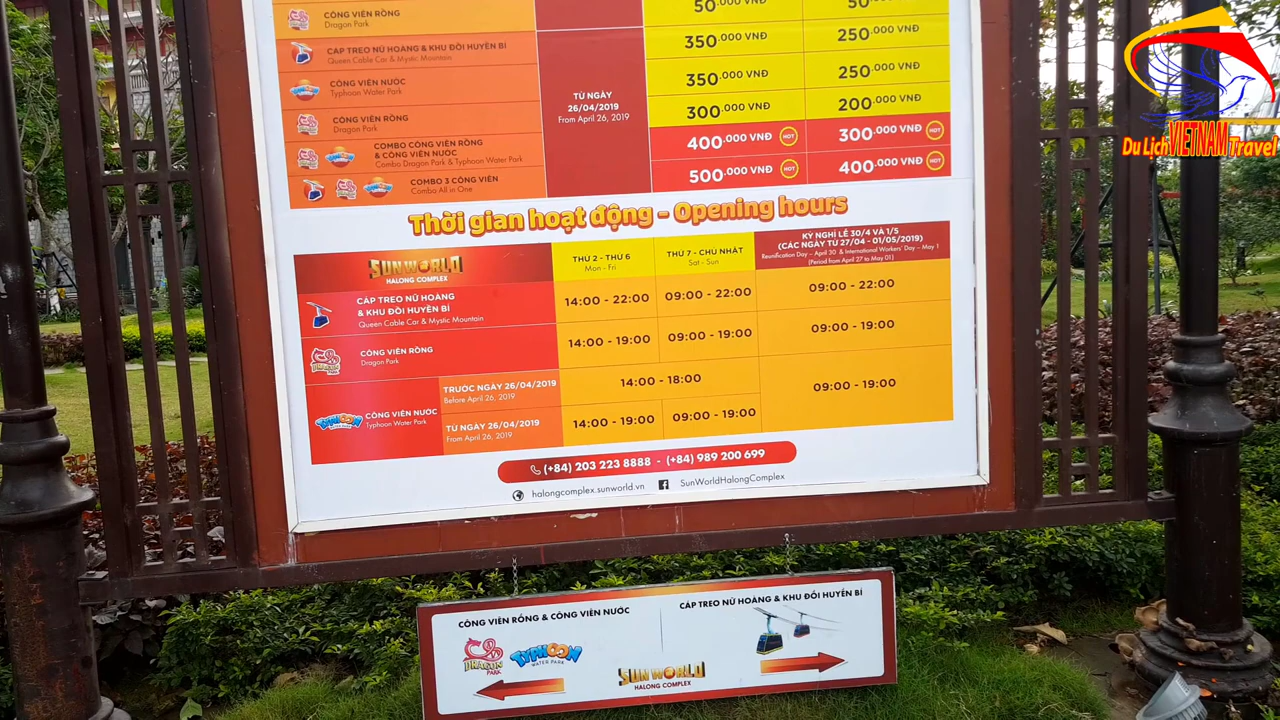 CÔNG VIÊN RỒNG
Dragon Park
50.000 VNĐ
CÁP TREO NỮ HOÀNG & KHU ĐỒI HUYỀN BÍ
Queen Cable Car & Mystic Mountain
350.000 VNĐ
250.000 VNĐ
CÔNG VIÊN NƯỚC
Typhoon Water Park
350.000 VNĐ
250.000 VNĐ
CÔNG VIÊN RỒNG
Dragon Park
300.000 VNĐ
200.000 VNĐ
TỪ NGÀY
26/04/2019
From April 26, 2019
COMBO CÔNG VIÊN RỒNG
& CÔNG VIÊN NƯỚC
Combo Dragon Park & Typhoon Water Park
400.000 VNĐ HOT
300.000 VNĐ HOT
COMBO 3 CÔNG VIÊN
Combo All in One
500.000 VNĐ HOT
400.000 VNĐ HOT
Thời gian hoạt động - Opening hours
SUNWORLD
HALONG COMPLEX
THỨ 2 - THỨ 6
Mon - Fri
THỨ 7 - CHỦ NHẬT
Sat - Sun
KỲ NGHỈ LỄ 30/4 VÀ 1/5
(CÁC NGÀY TỪ 27/04 - 01/05/2019)
Reunification Day – April 30 & International Workers' Day – May 1
(Period from April 27 to May 01)
CÁP TREO NỮ HOÀNG
& KHU ĐỒI HUYỀN BÍ
Queen Cable Car & Mystic Mountain
14:00 - 22:00
09:00 - 22:00
09:00 - 22:00
DRAGON PARK
CÔNG VIÊN RỒNG
Dragon Park
14:00 - 19:00
09:00 - 19:00
09:00 - 19:00
TYPHOON
CÔNG VIÊN NƯỚC
Typhoon Water Park
TRƯỚC NGÀY 26/04/2019
Before April 26, 2019
14:00 - 18:00
09:00 - 19:00
TỪ NGÀY 26/04/2019
From April 26, 2019
14:00 - 19:00
09:00 - 19:00
(+84) 203 223 8888 - (+84) 989 200 699
halongcomplex.sunworld.vn
SunWorldHalongComplex
CÔNG VIÊN RỒNG & CÔNG VIÊN NƯỚC
CÁP TREO NỮ HOÀNG & KHU ĐỒI HUYỀN BÍ
DRAGON
PARK
TYPHOON
WATER PARK
SUNWORLD
HALONG COMPLEX
Du Lịch VIETNAM Travel